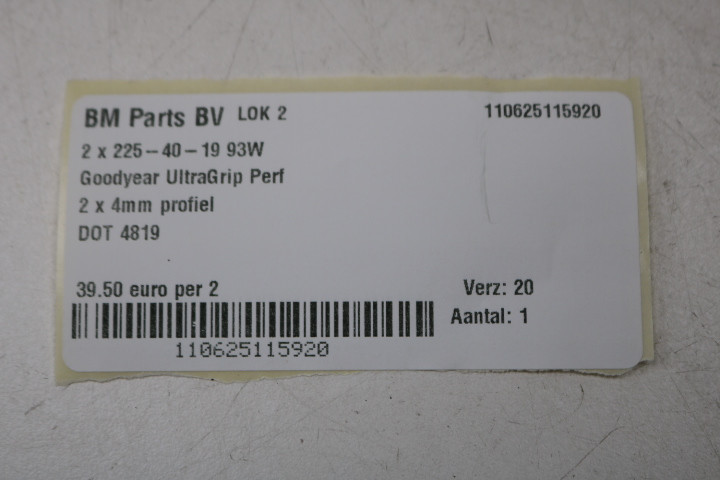 BM Parts BV LOK 2 110625115920
2 x 225-40-19 93W
Goodyear UltraGrip Perf
2 x 4mm profiel
DOT 4819
39.50 euro per 2 Verz: 20
Aantal: 1
110625115920